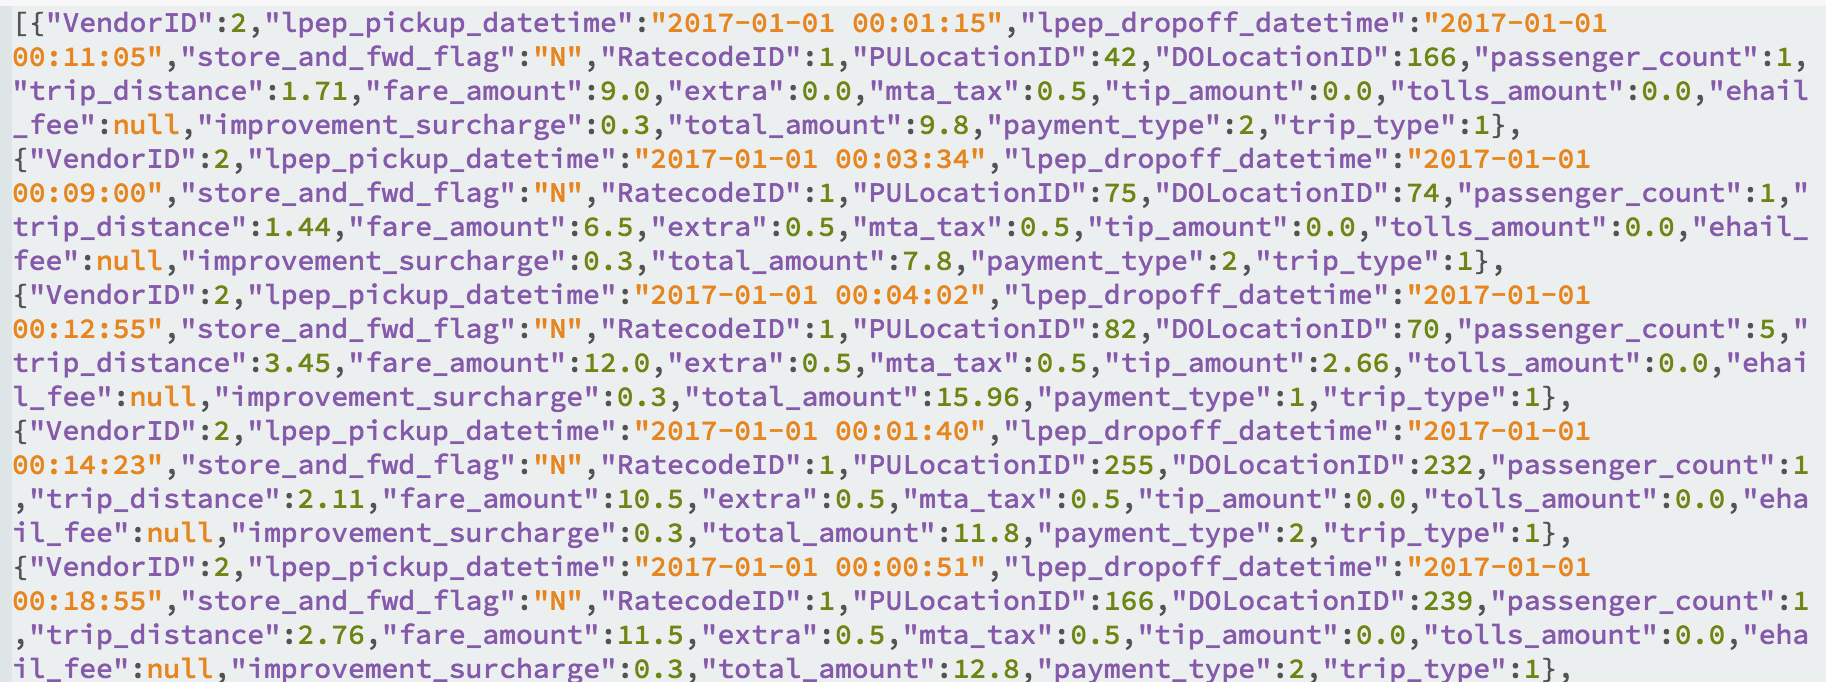 [{"VendorID":2,"lpep_pickup_datetime":"2017-01-01 00:01:15","lpep_dropoff_datetime":"2017-01-01
00:11:05","store_and_fwd_flag":"N","RatecodeID":1,"PULocationID":42,"DOLocationID":166,"passenger_count":1,
"trip_distance":1.71,"fare_amount":9.0,"extra":0.0,"mta_tax":0.5,"tip_amount":0.0,"tolls_amount":0.0,"ehail
_fee":null,"improvement_surcharge":0.3,"total_amount":9.8,"payment_type":2,"trip_type":1},
{"VendorID":2,"lpep_pickup_datetime":"2017-01-01 00:03:34","lpep_dropoff_datetime":"2017-01-01
00:09:00","store_and_fwd_flag":"N","RatecodeID":1,"PULocationID":75,"DOLocationID":74,"passenger_count":1,"
trip_distance":1.44,"fare_amount":6.5,"extra":0.5,"mta_tax":0.5,"tip_amount":0.0,"tolls_amount":0.0,"ehail_
fee":null,"improvement_surcharge":0.3,"total_amount":7.8,"payment_type":2,"trip_type":1},
{"VendorID":2,"lpep_pickup_datetime":"2017-01-01 00:04:02","lpep_dropoff_datetime":"2017-01-01
00:12:55","store_and_fwd_flag":"N","RatecodeID":1,"PULocationID":82,"DOLocationID":70,"passenger_count":5,"
trip_distance":3.45,"fare_amount":12.0,"extra":0.5,"mta_tax":0.5,"tip_amount":2.66,"tolls_amount":0.0,"ehai
l_fee":null,"improvement_surcharge":0.3,"total_amount":15.96,"payment_type":1,"trip_type":1},
{"VendorID":2,"lpep_pickup_datetime":"2017-01-01 00:01:40","lpep_dropoff_datetime":"2017-01-01
00:14:23","store_and_fwd_flag":"N","RatecodeID":1,"PULocationID":255,"DOLocationID":232,"passenger_count":1
,"trip_distance":2.11,"fare_amount":10.5,"extra":0.5,"mta_tax":0.5,"tip_amount":0.0,"tolls_amount":0.0,"eha
il_fee":null,"improvement_surcharge":0.3,"total_amount":11.8,"payment_type":2,"trip_type":1},
{"VendorID":2,"lpep_pickup_datetime":"2017-01-01 00:00:51","lpep_dropoff_datetime":"2017-01-01
00:18:55","store_and_fwd_flag":"N","RatecodeID":1,"PULocationID":166,"DOLocationID":239,"passenger_count":1
,"trip_distance":2.76,"fare_amount":11.5,"extra":0.5,"mta_tax":0.5,"tip_amount":0.0,"tolls_amount":0.0,"eha
il_fee":null,"improvement_surcharge":0.3,"total_amount":12.8,"payment_type":2,"trip_type":1},